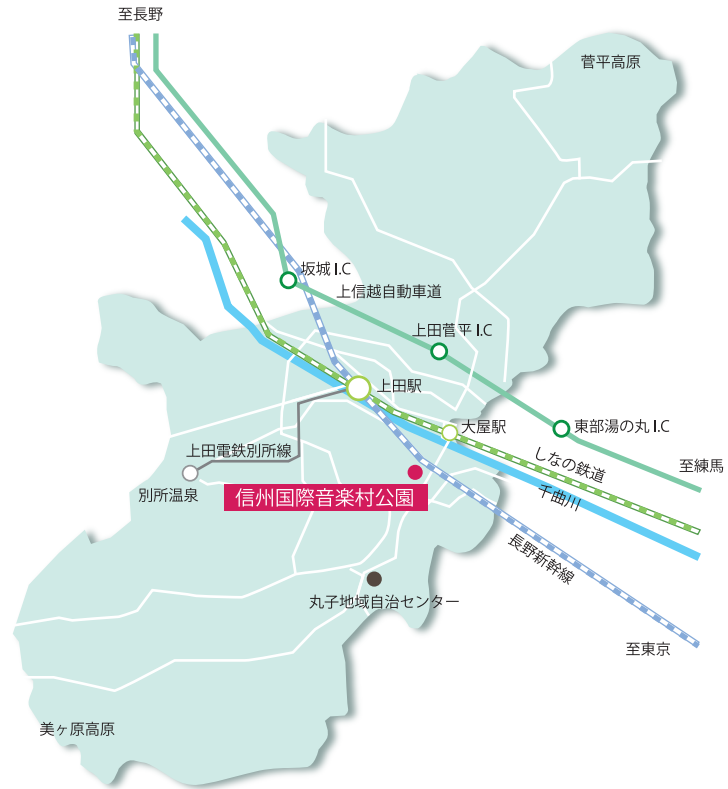 至長野
菅平高原
坂城 I.C
上信越自動車道
上田菅平 I.C
上田駅
大屋駅
東部湯の丸 I.C
上田電鉄別所線
しなの鉄道
至練馬
別所温泉
信州国際音楽村公園
千曲川
長野新幹線
丸子地域自治センター
至東京
美ヶ原高原